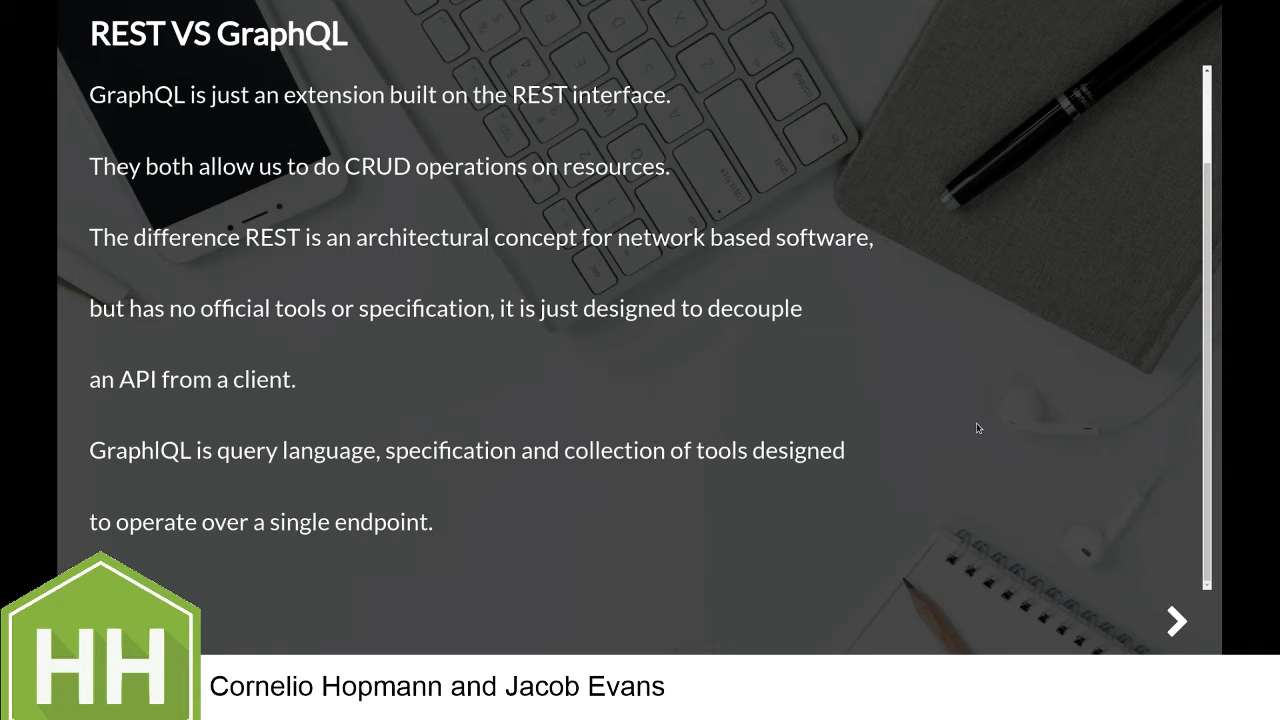 REST VS GraphQL
GraphQL is just an extension built on the REST interface.
They both allow us to do CRUD operations on resources.
The difference REST is an architectural concept for network based software,
but has no official tools or specification, it is just designed to decouple
an API from a client.
GraphlQL is query language, specification and collection of tools designed
to operate over a single endpoint.
HH
Cornelio Hopmann and Jacob Evans